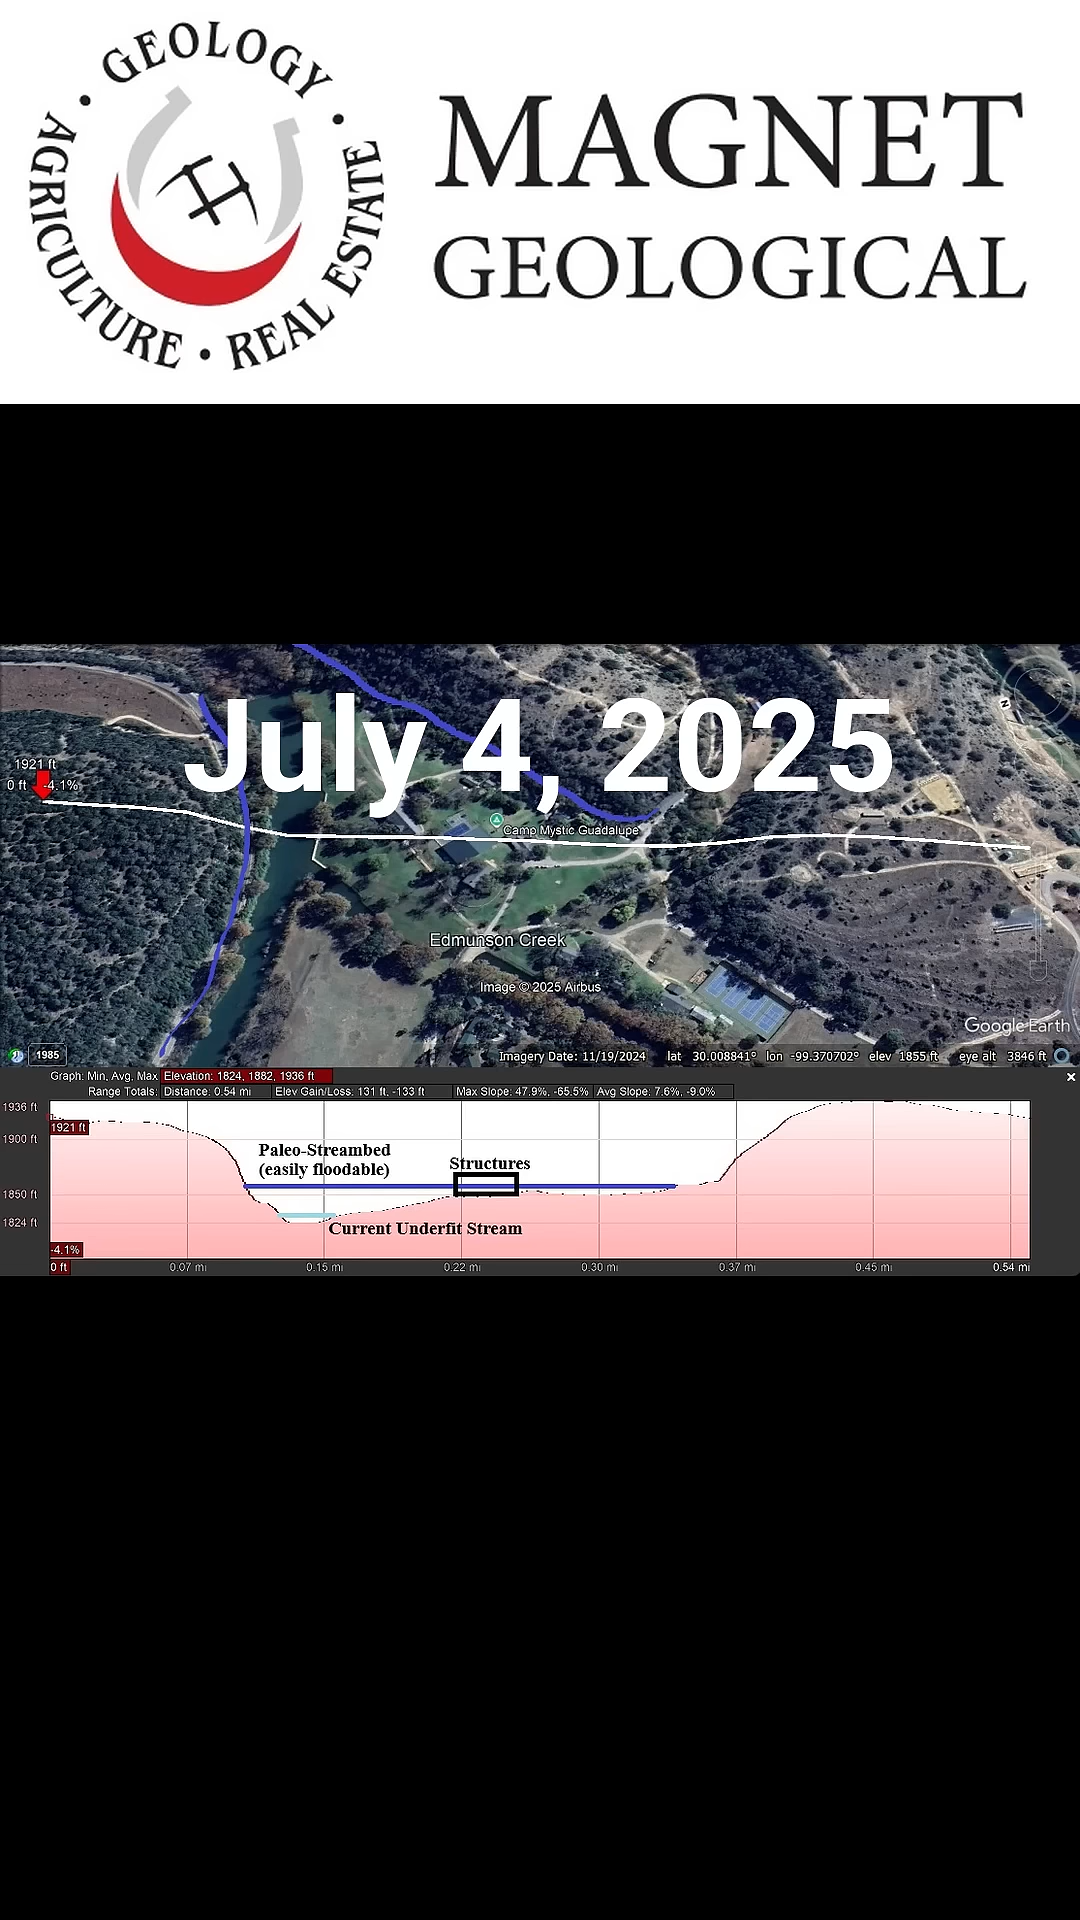 · GEOLOGY ·
AGRICULTURE · REAL ESTATE
MAGNET
GEOLOGICAL
July 4, 2025
1921 ft
0 ft -4.1%
Camp Mystic Guadalupe
N
Edmunson Creek
Image © 2025 Airbus
Google Earth
1985
Imagery Date: 11/19/2024 lat 30.008841° lon -99.370702° elev 1855 ft eye alt 3846 ft
Graph: Min, Avg, Max Elevation: 1824, 1882, 1936 ft
Range Totals: Distance: 0.54 mi Elev Gain/Loss: 131 ft, -133 ft Max Slope: 47.9%, -65.5% Avg Slope: 7.6%, -9.0%
1936 ft
1921 ft
1900 ft
Paleo-Streambed
(easily floodable)
Structures
1850 ft
1824 ft
Current Underfit Stream
-4.1%
0 ft 0.07 mi 0.15 mi 0.22 mi 0.30 mi 0.37 mi 0.45 mi 0.54 mi